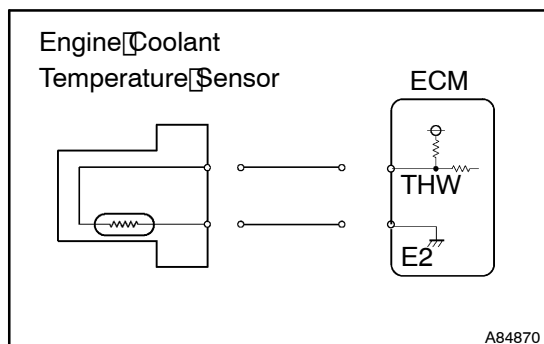 Engine Coolant
Temperature Sensor
ECM
THW
E2
A84870